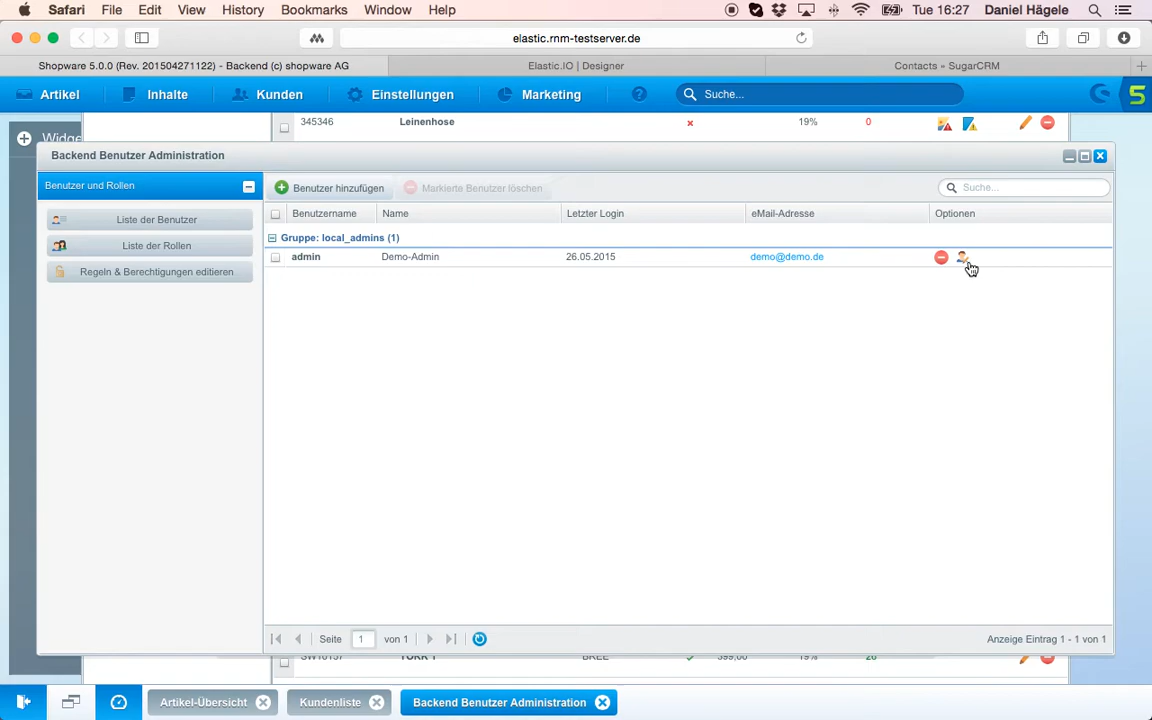 Safari File Edit View History Bookmarks Window Help Tue 16:27 Daniel Hägele
elastic.rnm-testserver.de
Shopware 5.0.0 (Rev. 201504271122) - Backend (c) shopware AG Elastic.IO | Designer Contacts » SugarCRM
Artikel Inhalte Kunden Einstellungen Marketing Suche...
345346 Leinenhose 19% 0
Backend Benutzer Administration
Benutzer und Rollen Benutzer hinzufügen Markierte Benutzer löschen Suche...
Benutzername Name Letzter Login eMail-Adresse Optionen
Liste der Benutzer
Gruppe: local_admins (1)
Liste der Rollen
admin Demo-Admin 26.05.2015 demo@demo.de
Regeln & Berechtigungen editieren
Seite 1 von 1 Anzeige Eintrag 1 - 1 von 1
SW10137 TURK 1 BREE 399,00 19% 26
Artikel-Übersicht Kundenliste Backend Benutzer Administration